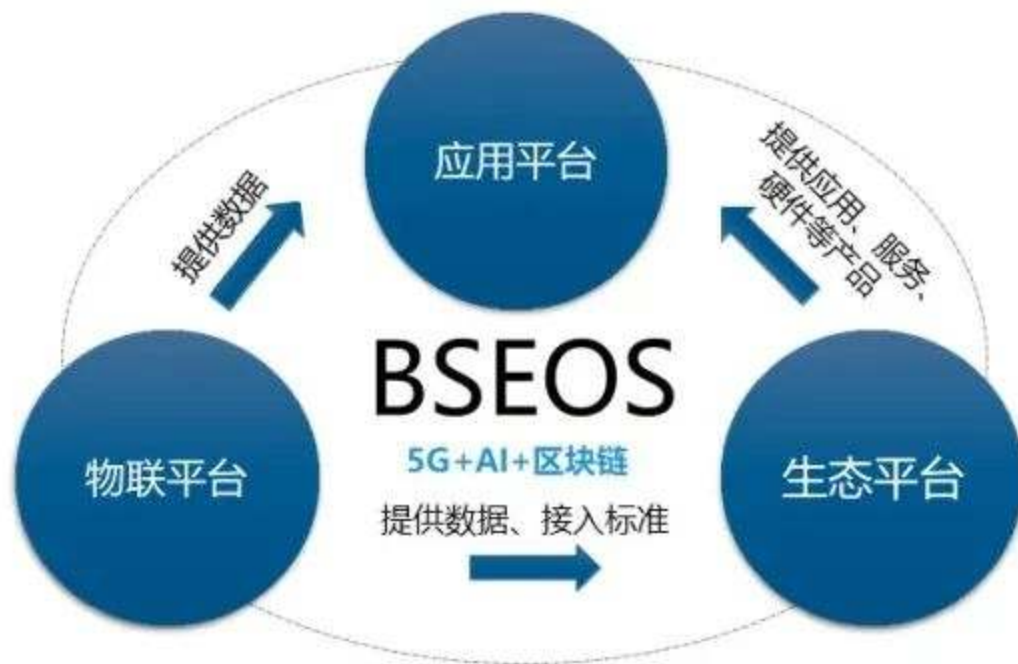 应用平台
提供数据
提供应用、服务、
硬件等产品
BSEOS
5G+AI+区块链
物联平台
生态平台
提供数据、接入标准